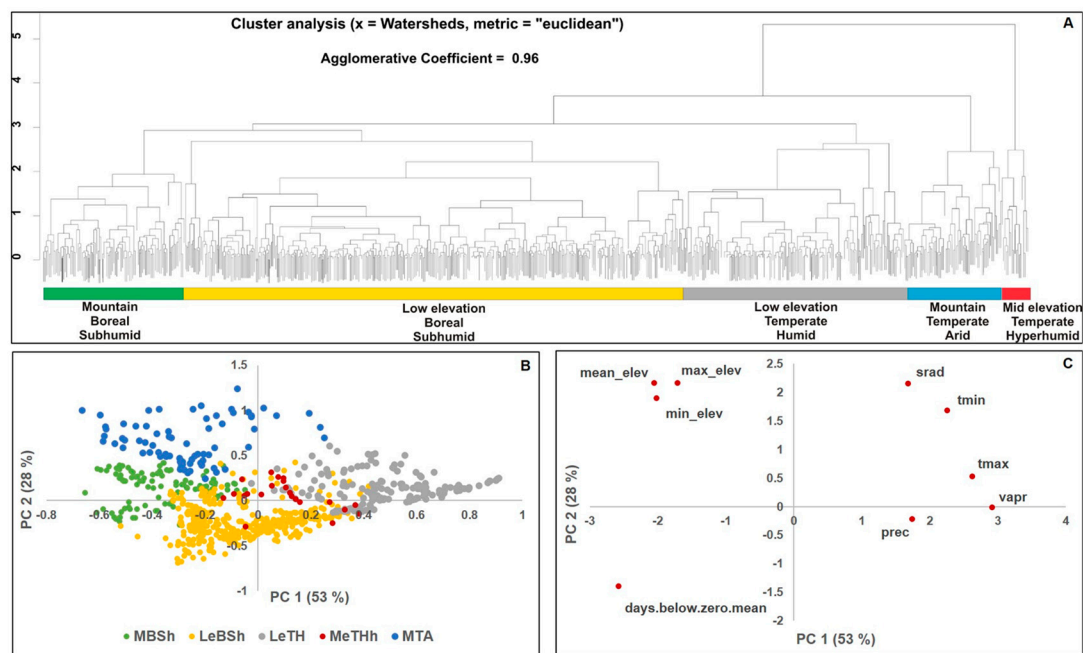 Cluster analysis (x = Watersheds, metric = "euclidean")
A
Agglomerative Coefficient = 0.96
5
4
3
2
1
0
Mountain
Boreal
Subhumid
Low elevation
Boreal
Subhumid
Low elevation
Temperate
Humid
Mountain
Temperate
Arid
Mid elevation
Temperate
Hyperhumid
B
1.5
1
0.5
0
-0.5
-1
-0.8
-0.6
-0.4
-0.2
0
0.2
0.4
0.6
0.8
1
PC 2 (28 %)
PC 1 (53 %)
MBSh
LeBSh
LeTH
MeTHh
MTA
C
2.5
2
1.5
1
0.5
0
-0.5
-1
-1.5
-2
-3
-2
-1
0
1
2
3
4
PC 2 (28 %)
PC 1 (53 %)
mean_elev
max_elev
min_elev
srad
tmin
tmax
vapr
prec
days.below.zero.mean